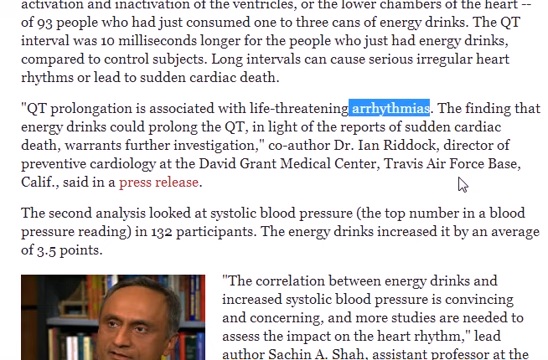 activation and inactivation of the ventricles, or the lower chambers of the heart --
of 93 people who had just consumed one to three cans of energy drinks. The QT
interval was 10 milliseconds longer for the people who just had energy drinks,
compared to control subjects. Long intervals can cause serious irregular heart
rhythms or lead to sudden cardiac death.
"QT prolongation is associated with life-threatening arrhythmias. The finding that
energy drinks could prolong the QT, in light of the reports of sudden cardiac
death, warrants further investigation," co-author Dr. Ian Riddock, director of
preventive cardiology at the David Grant Medical Center, Travis Air Force Base,
Calif., said in a press release.
The second analysis looked at systolic blood pressure (the top number in a blood
pressure reading) in 132 participants. The energy drinks increased it by an average
of 3.5 points.
"The correlation between energy drinks and
increased systolic blood pressure is convincing
and concerning, and more studies are needed to
assess the impact on the heart rhythm," lead
author Sachin A. Shah, assistant professor at the